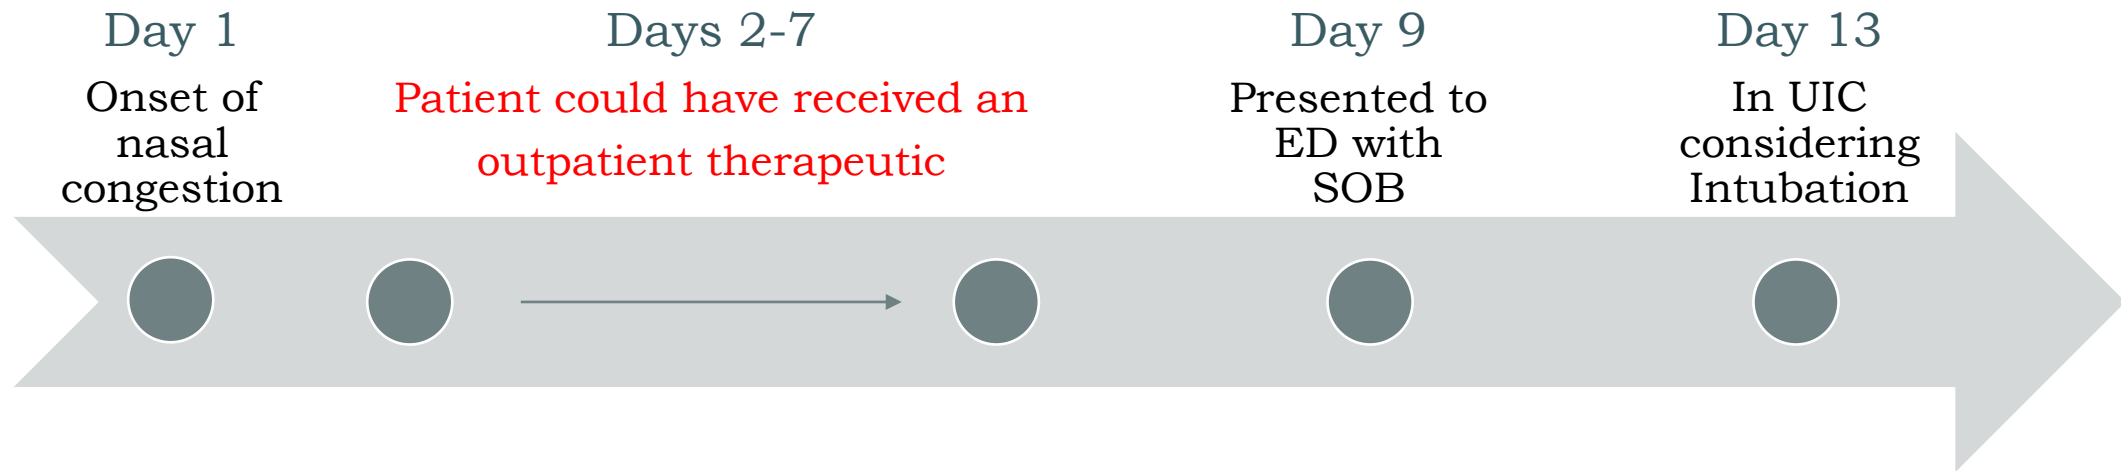 Day 1
Onset of
nasal
congestion
Days 2-7
Patient could have received an
outpatient therapeutic
Day 9
Presented to
ED with
SOB
Day 13
In UIC
considering
Intubation